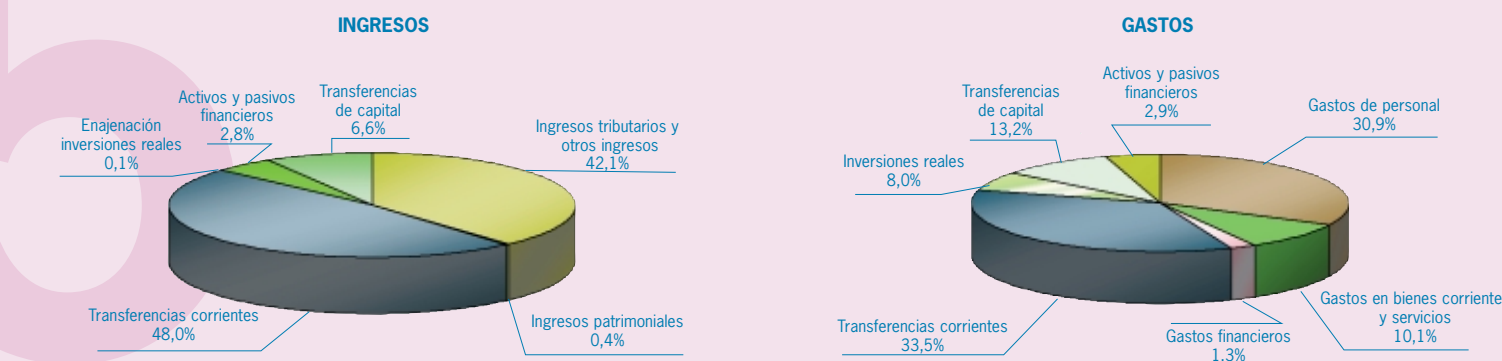 INGRESOS
Transferencias
de capital
6,6%
Activos y pasivos
financieros
2,8%
Enajenación
inversiones reales
0,1%
Ingresos tributarios y
otros ingresos
42,1%
Transferencias corrientes
48,0%
Ingresos patrimoniales
0,4%
GASTOS
Activos y pasivos
financieros
2,9%
Transferencias
de capital
13,2%
Gastos de personal
30,9%
Inversiones reales
8,0%
Transferencias corrientes
33,5%
Gastos financieros
1.3%
Gastos en bienes corriente
y servicios
10,1%